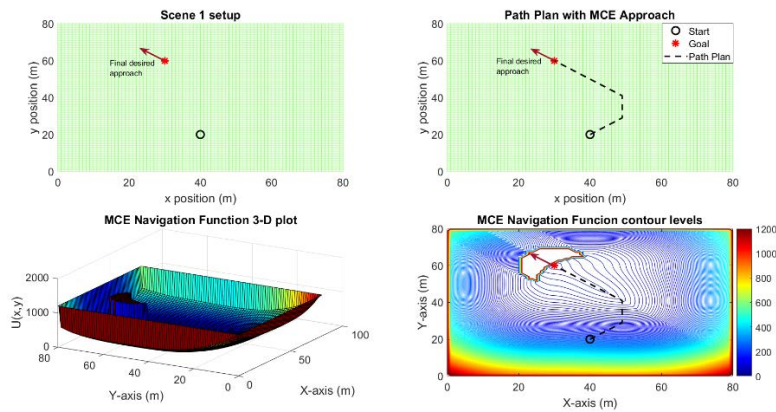 Scene 1 setup
80
60
40
20
0
y position (m)
Final desired
approach
0
20
40
60
80
x position (m)
Path Plan with MCE Approach
80
60
40
20
0
y position (m)
Final desired
approach
Start
Goal
Path Plan
0
20
40
60
80
x position (m)
MCE Navigation Function 3-D plot
2000
1000
0
U(x,y)
80
60
40
20
0
Y-axis (m)
0
50
100
X-axis (m)
MCE Navigation Funcion contour levels
80
60
40
20
0
Y-axis (m)
0
20
40
60
80
X-axis (m)
1200
1000
800
600
400
200
0